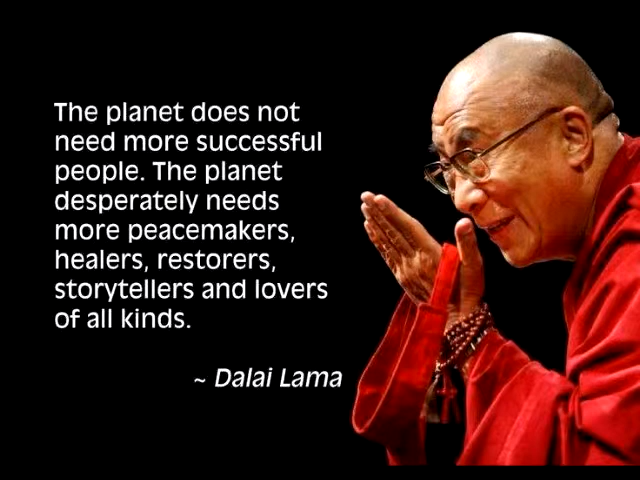 The planet does not
need more successful
people. The planet
desperately needs
more peacemakers,
healers, restorers,
storytellers and lovers
of all kinds.
~ Dalai Lama